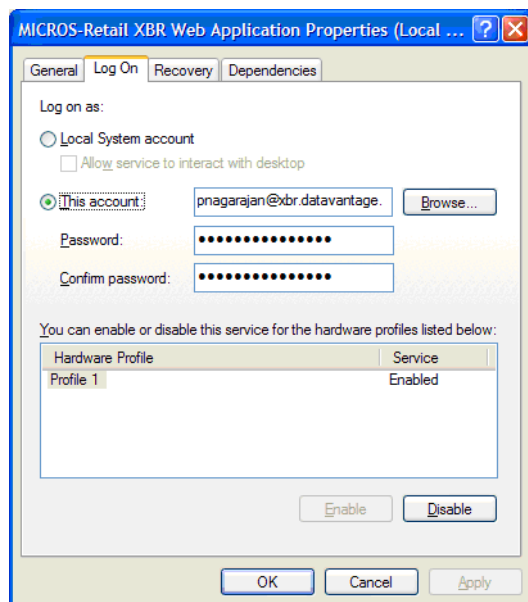 MICROS-Retail XBR Web Application Properties (Local ...
General Log On Recovery Dependencies
Log on as:
Local System account
Allow service to interact with desktop
This account: pnagarajan@xbr.datavantage. Browse...
Password: ●●●●●●●●●●●●●●●
Confirm password: ●●●●●●●●●●●●●●●
You can enable or disable this service for the hardware profiles listed below:
Hardware Profile Service
Profile 1 Enabled
Enable Disable
OK Cancel Apply